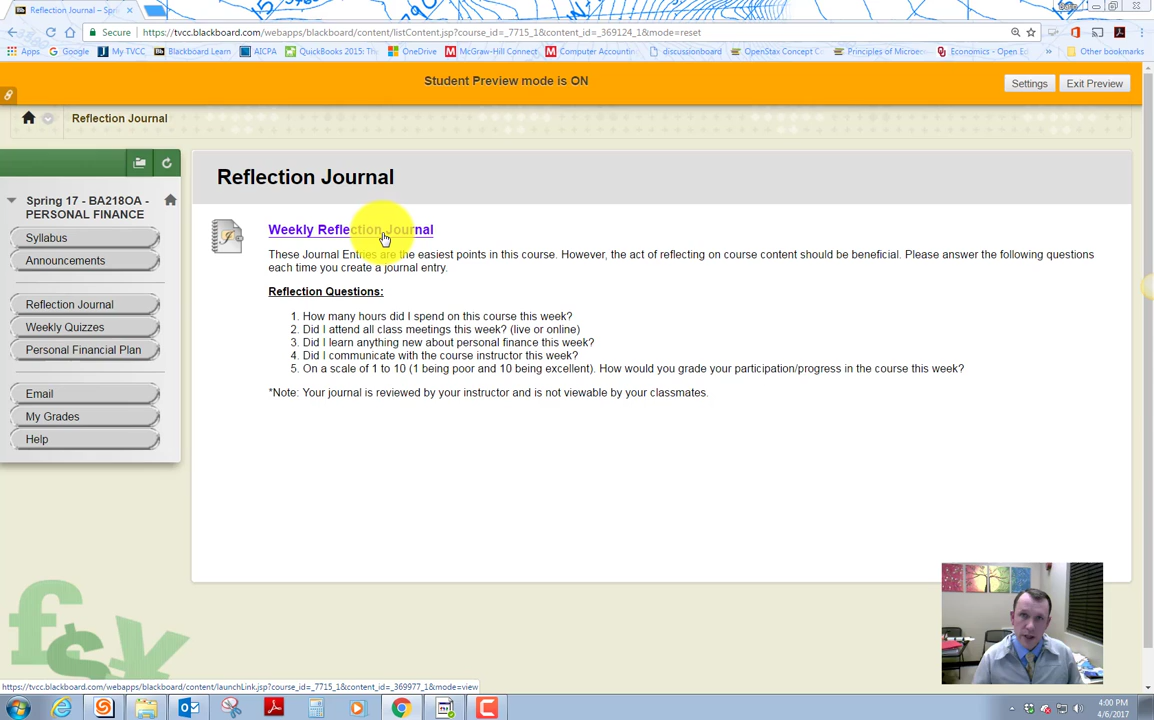 Reflection Journal – Spr
Secure
https://tvcc.blackboard.com/webapps/blackboard/content/listContent.jsp?course_id=_7715_1&content_id=_369124_1&mode=reset
Apps Google My TVCC Blackboard Learn AICPA QuickBooks 2015: Th OneDrive McGraw-Hill Connect Computer Accounting discussionboard OpenStax Concept C Principles of Microec Economics - Open Ed » Other bookmarks
Student Preview mode is ON
Settings
Exit Preview
Reflection Journal
Spring 17 - BA218OA -
PERSONAL FINANCE
Syllabus
Announcements
Reflection Journal
Weekly Quizzes
Personal Financial Plan
Email
My Grades
Help
Reflection Journal
Weekly Reflection Journal
These Journal Entries are the easiest points in this course. However, the act of reflecting on course content should be beneficial. Please answer the following questions
each time you create a journal entry.
Reflection Questions:
1. How many hours did I spend on this course this week?
2. Did I attend all class meetings this week? (live or online)
3. Did I learn anything new about personal finance this week?
4. Did I communicate with the course instructor this week?
5. On a scale of 1 to 10 (1 being poor and 10 being excellent). How would you grade your participation/progress in the course this week?
*Note: Your journal is reviewed by your instructor and is not viewable by your classmates.
https://tvcc.blackboard.com/webapps/blackboard/content/launchLink.jsp?course_id=_7715_1&content_id=_369977_1&mode=view
4:00 PM
4/6/2017